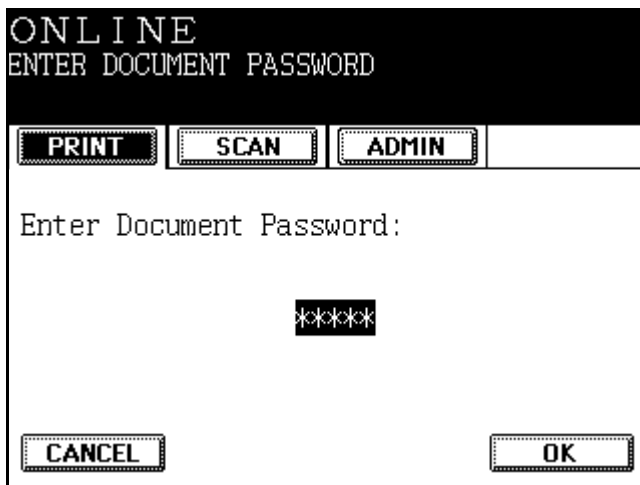 ONLINE
ENTER DOCUMENT PASSWORD
PRINT SCAN ADMIN
Enter Document Password:
*****
CANCEL OK